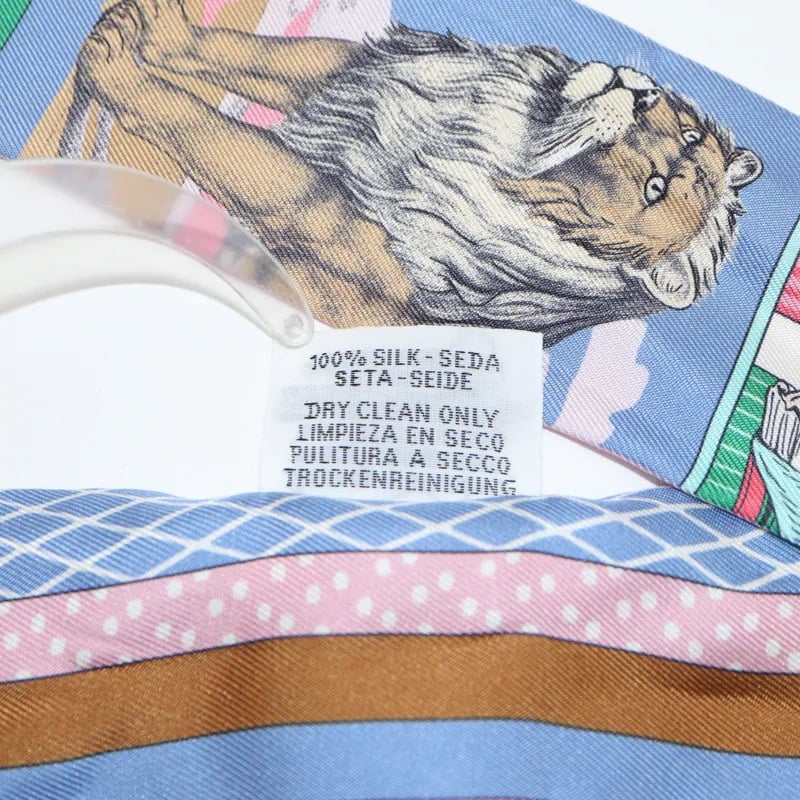 100% SILK-SEDA
SETA-SEIDE
DRY CLEAN ONLY
LIMPIEZA EN SECO
PULITURA A SECCO
TROCKENREINIGUNG